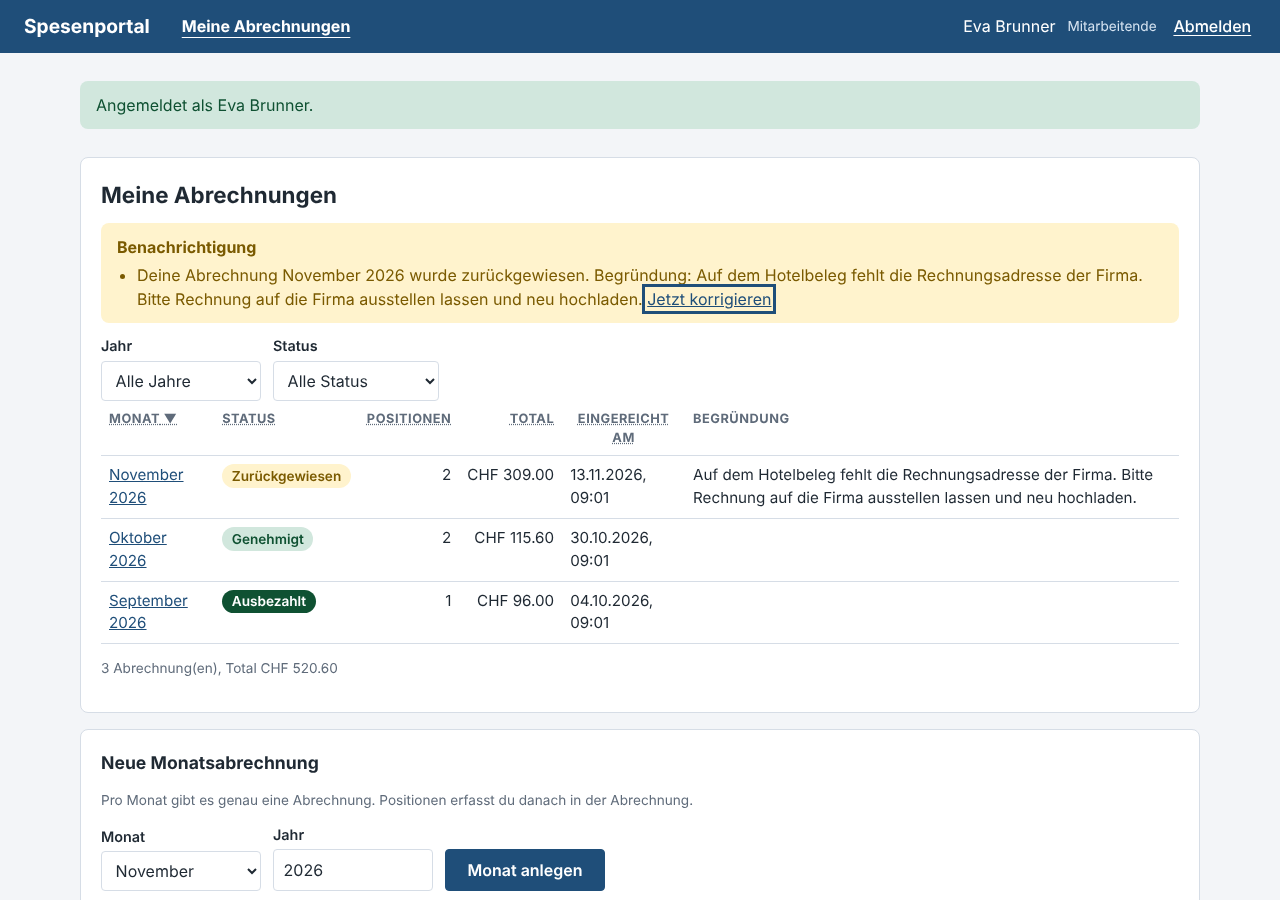 Spesenportal Meine Abrechnungen Eva Brunner Mitarbeitende Abmelden
Angemeldet als Eva Brunner.
Meine Abrechnungen
Benachrichtigung
• Deine Abrechnung November 2026 wurde zurückgewiesen. Begründung: Auf dem Hotelbeleg fehlt die Rechnungsadresse der Firma.
Bitte Rechnung auf die Firma ausstellen lassen und neu hochladen. Jetzt korrigieren
Jahr Status
Alle Jahre Alle Status
MONAT ▼ STATUS POSITIONEN TOTAL EINGEREICHT BEGRÜNDUNG
AM
November Zurückgewiesen 2 CHF 309.00 13.11.2026, Auf dem Hotelbeleg fehlt die Rechnungsadresse der Firma. Bitte
2026 09:01 Rechnung auf die Firma ausstellen lassen und neu hochladen.
Oktober Genehmigt 2 CHF 115.60 30.10.2026,
2026 09:01
September Ausbezahlt 1 CHF 96.00 04.10.2026,
2026 09:01
3 Abrechnung(en), Total CHF 520.60
Neue Monatsabrechnung
Pro Monat gibt es genau eine Abrechnung. Positionen erfasst du danach in der Abrechnung.
Monat Jahr
November 2026 Monat anlegen